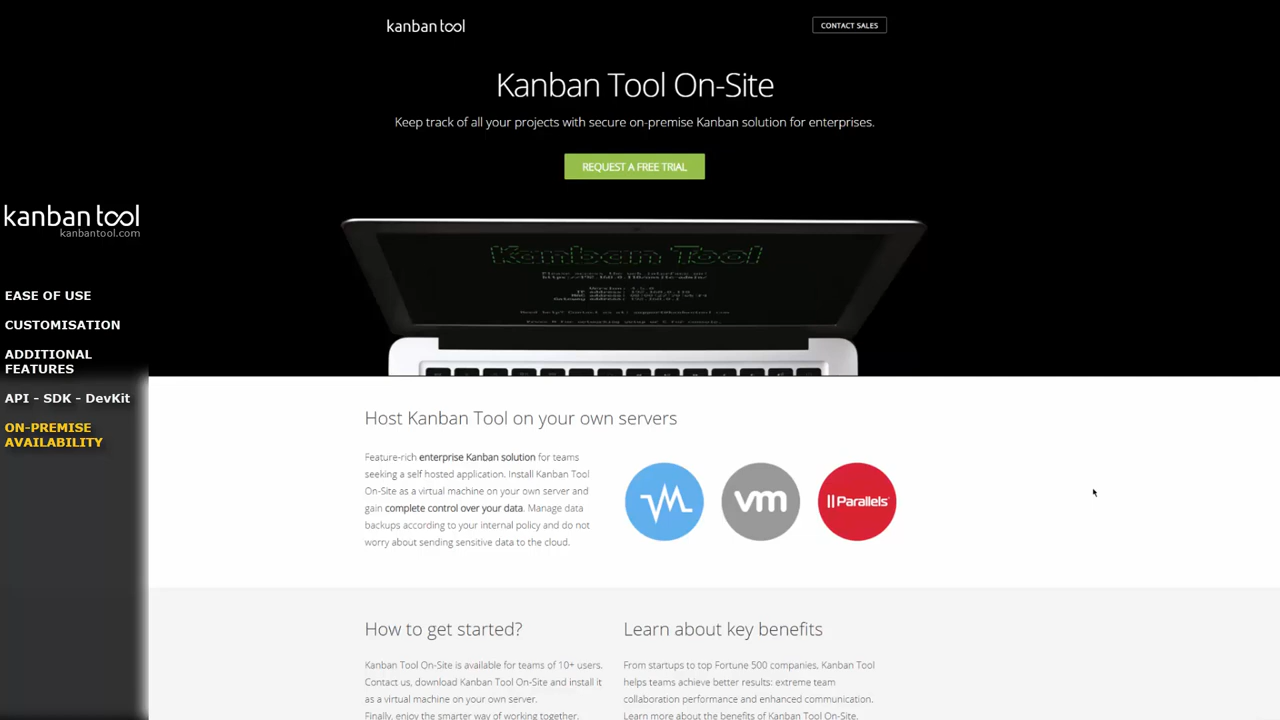 kanban tool
CONTACT SALES
Kanban Tool On-Site
Keep track of all your projects with secure on-premise Kanban solution for enterprises.
REQUEST A FREE TRIAL
kanban tool
kanbantool.com
EASE OF USE
CUSTOMISATION
ADDITIONAL
FEATURES
API - SDK - DevKit
ON-PREMISE
AVAILABILITY
Kanban Tool
Please access the web interface on:
Host Kanban Tool on your own servers
Feature-rich enterprise Kanban solution for teams
seeking a self hosted application. Install Kanban Tool
On-Site as a virtual machine on your own server and
gain complete control over your data. Manage data
backups according to your internal policy and do not
worry about sending sensitive data to the cloud.
vm
Parallels
How to get started?
Kanban Tool On-Site is available for teams of 10+ users.
Contact us, download Kanban Tool On-Site and install it
as a virtual machine on your own server.
Finally, enjoy the smarter way of working together.
Learn about key benefits
From startups to top Fortune 500 companies, Kanban Tool
helps teams achieve better results: extreme team
collaboration performance and enhanced communication.
Learn more about the benefits of Kanban Tool On-Site.